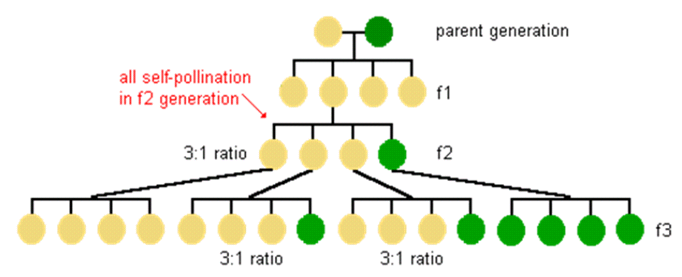 parent generation
all self-pollination
in f2 generation
f1
3:1 ratio
f2
f3
3:1 ratio
3:1 ratio